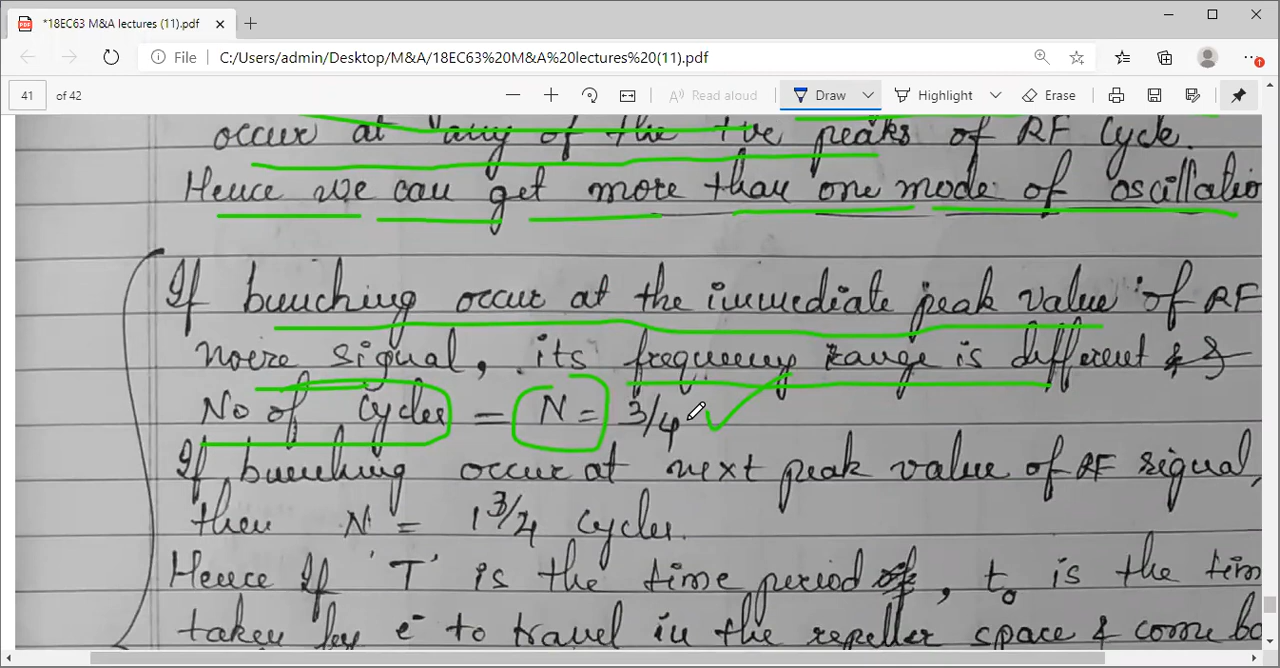 *18EC63 M&A lectures (11).pdf
File | C:/Users/admin/Desktop/M&A/18EC63%20M&A%20lectures%20(11).pdf
41 of 42 Read aloud Draw Highlight Erase
occur at any of the +ve peaks of RF Cycle.
Hence we can get more than one mode of oscillatio
If bunching occur at the immediate peak value of RF
noise signal, its frequency range is different &
No of cycles = N = 3/4
If bunching occur at next peak value of RF signal,
then N = 1 3/4 cycles.
Hence If 'T' is the time period, t₀ is the tim
taken by e⁻ to travel in the repeller space & come ba